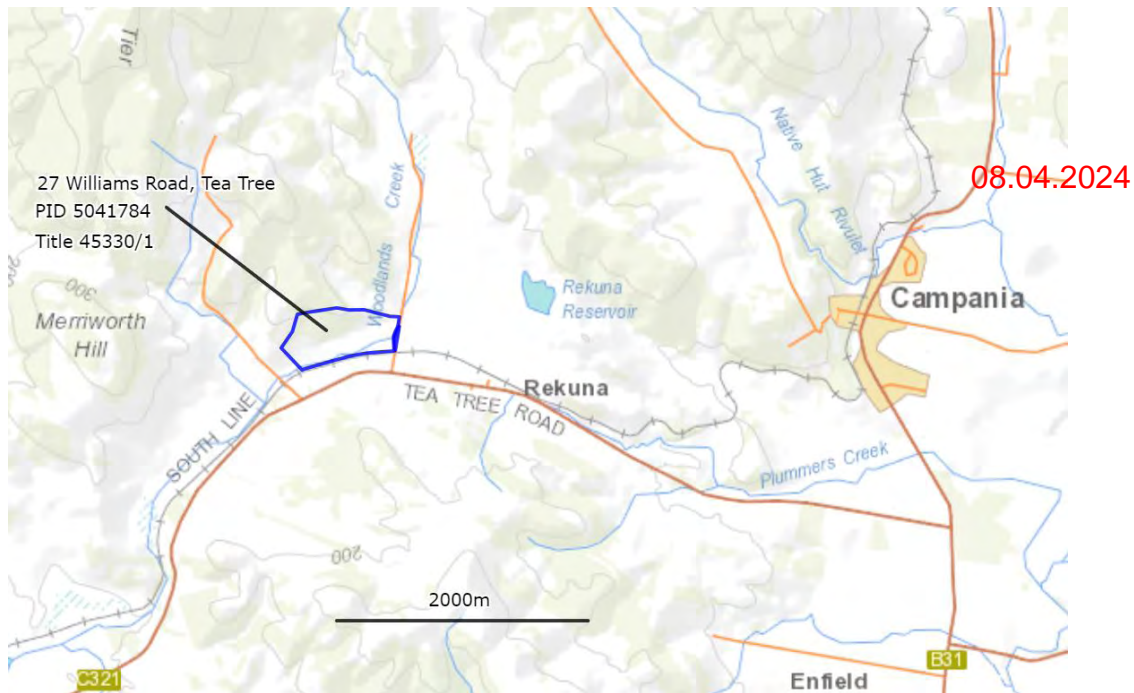 Tier
27 Williams Road, Tea Tree
PID 5041784
Title 45330/1
08.04.2024
Native Hut Rivulet
Woodlands Creek
Rekuna
Reservoir
Campania
200
300
Merriworth
Hill
Rekuna
TEA TREE ROAD
SOUTH LINE
Plummers Creek
200
2000m
C321
B31
Enfield